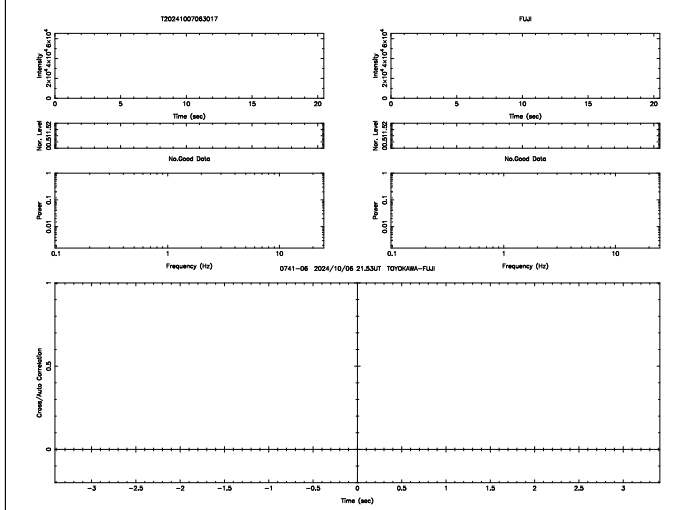 T20241007063017 FUJI
Intensity 0 2×10⁴ 4×10⁴ 6×10⁴ Intensity 0 2×10⁴ 4×10⁴ 6×10⁴
0 5 10 15 20 0 5 10 15 20
Time (sec) Time (sec)
Nor. Level 00.511.52 Nor. Level 00.511.52
No.Good Data No.Good Data
Power 0.01 0.1 1 Power 0.01 0.1 1
0.1 1 10 0.1 1 10
Frequency (Hz) Frequency (Hz)
0741-06 2024/10/06 21.53UT TOYOKAWA-FUJI
Cross/Auto Correlation 0 0.5 1
-3 -2.5 -2 -1.5 -1 -0.5 0 0.5 1 1.5 2 2.5 3
Time (sec)